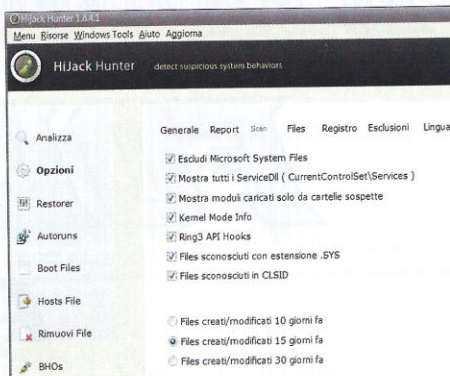 HiJack Hunter 1.8.4.1
Menu Risorse Windows Tools Aiuto Aggiorna
HiJack Hunter detect suspicious system behaviors
Analizza
Opzioni
Restorer
Autoruns
Boot Files
Hosts File
Rimuovi File
BHOs
Generale Report Scan Files Registro Esclusioni Lingua
Escludi Microsoft System Files
Mostra tutti i ServiceDll ( CurrentControlSet\Services )
Mostra moduli caricati solo da cartelle sospette
Kernel Mode Info
Ring3 API Hooks
Files sconosciuti con estensione .SYS
Files sconosciuti in CLSID
Files creati/modificati 10 giorni fa
Files creati/modificati 15 giorni fa
Files creati/modificati 30 giorni fa